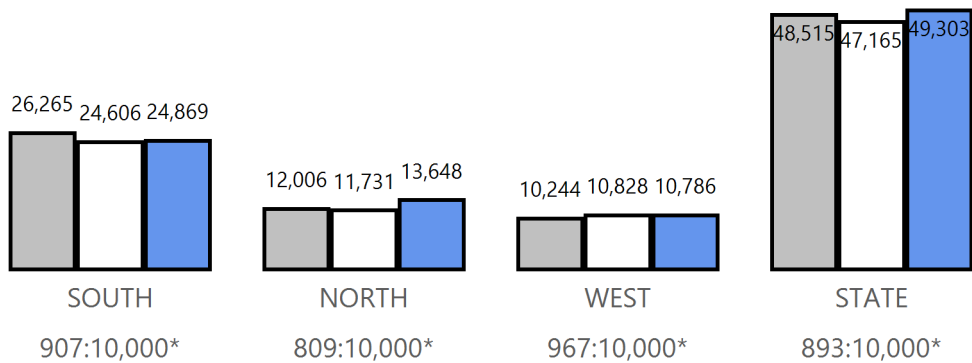 26,265 24,606 24,869
12,006 11,731 13,648
10,244 10,828 10,786
48,515 47,165 49,303
SOUTH NORTH WEST STATE
907:10,000* 809:10,000* 967:10,000* 893:10,000*